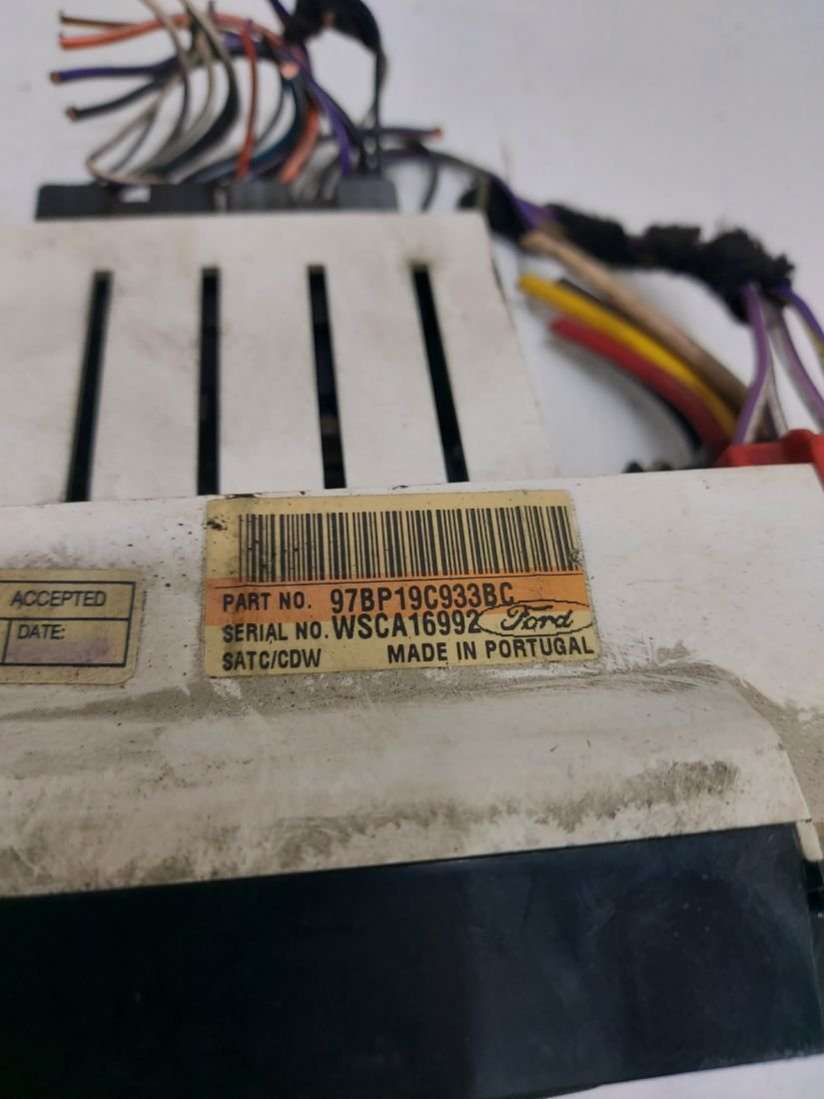 ACCEPTED
DATE:
PART NO. 97BP19C933BC
SERIAL NO. WSCA16992 Ford
SATC/CDW MADE IN PORTUGAL